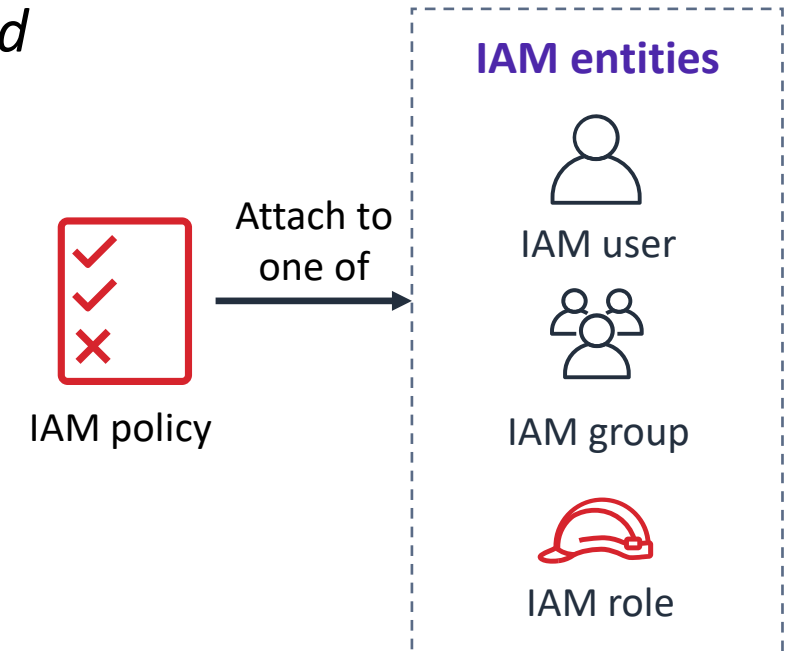 IAM entities
Attach to
one of
IAM user
IAM policy
IAM group
IAM role